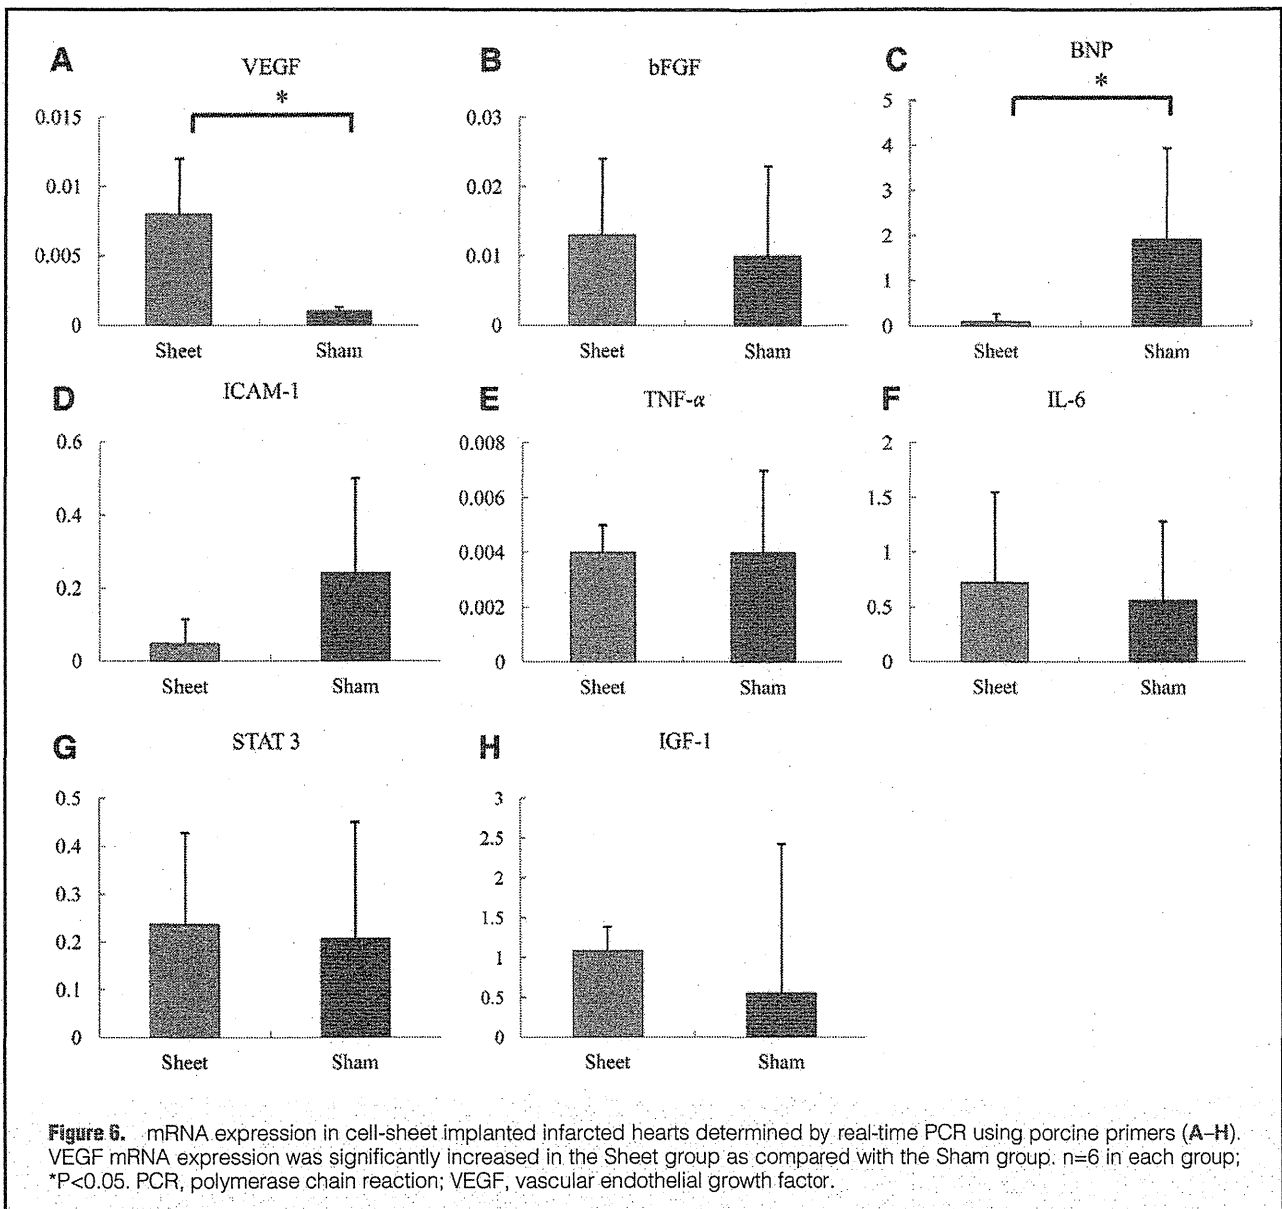 A
VEGF
*
0.015
0.01
0.005
0
Sheet
Sham
B
bFGF
0.03
0.02
0.01
0
Sheet
Sham
C
BNP
*
5
4
3
2
1
0
Sheet
Sham
D
ICAM-1
0.6
0.4
0.2
0
Sheet
Sham
E
TNF-α
0.008
0.006
0.004
0.002
0
Sheet
Sham
F
IL-6
2
1.5
1
0.5
0
Sheet
Sham
G
STAT 3
0.5
0.4
0.3
0.2
0.1
0
Sheet
Sham
H
IGF-1
3
2.5
2
1.5
1
0.5
0
Sheet
Sham
Figure 6. mRNA expression in cell-sheet implanted infarcted hearts determined by real-time PCR using porcine primers (A–H).
VEGF mRNA expression was significantly increased in the Sheet group as compared with the Sham group. n=6 in each group;
*P<0.05. PCR, polymerase chain reaction; VEGF, vascular endothelial growth factor.